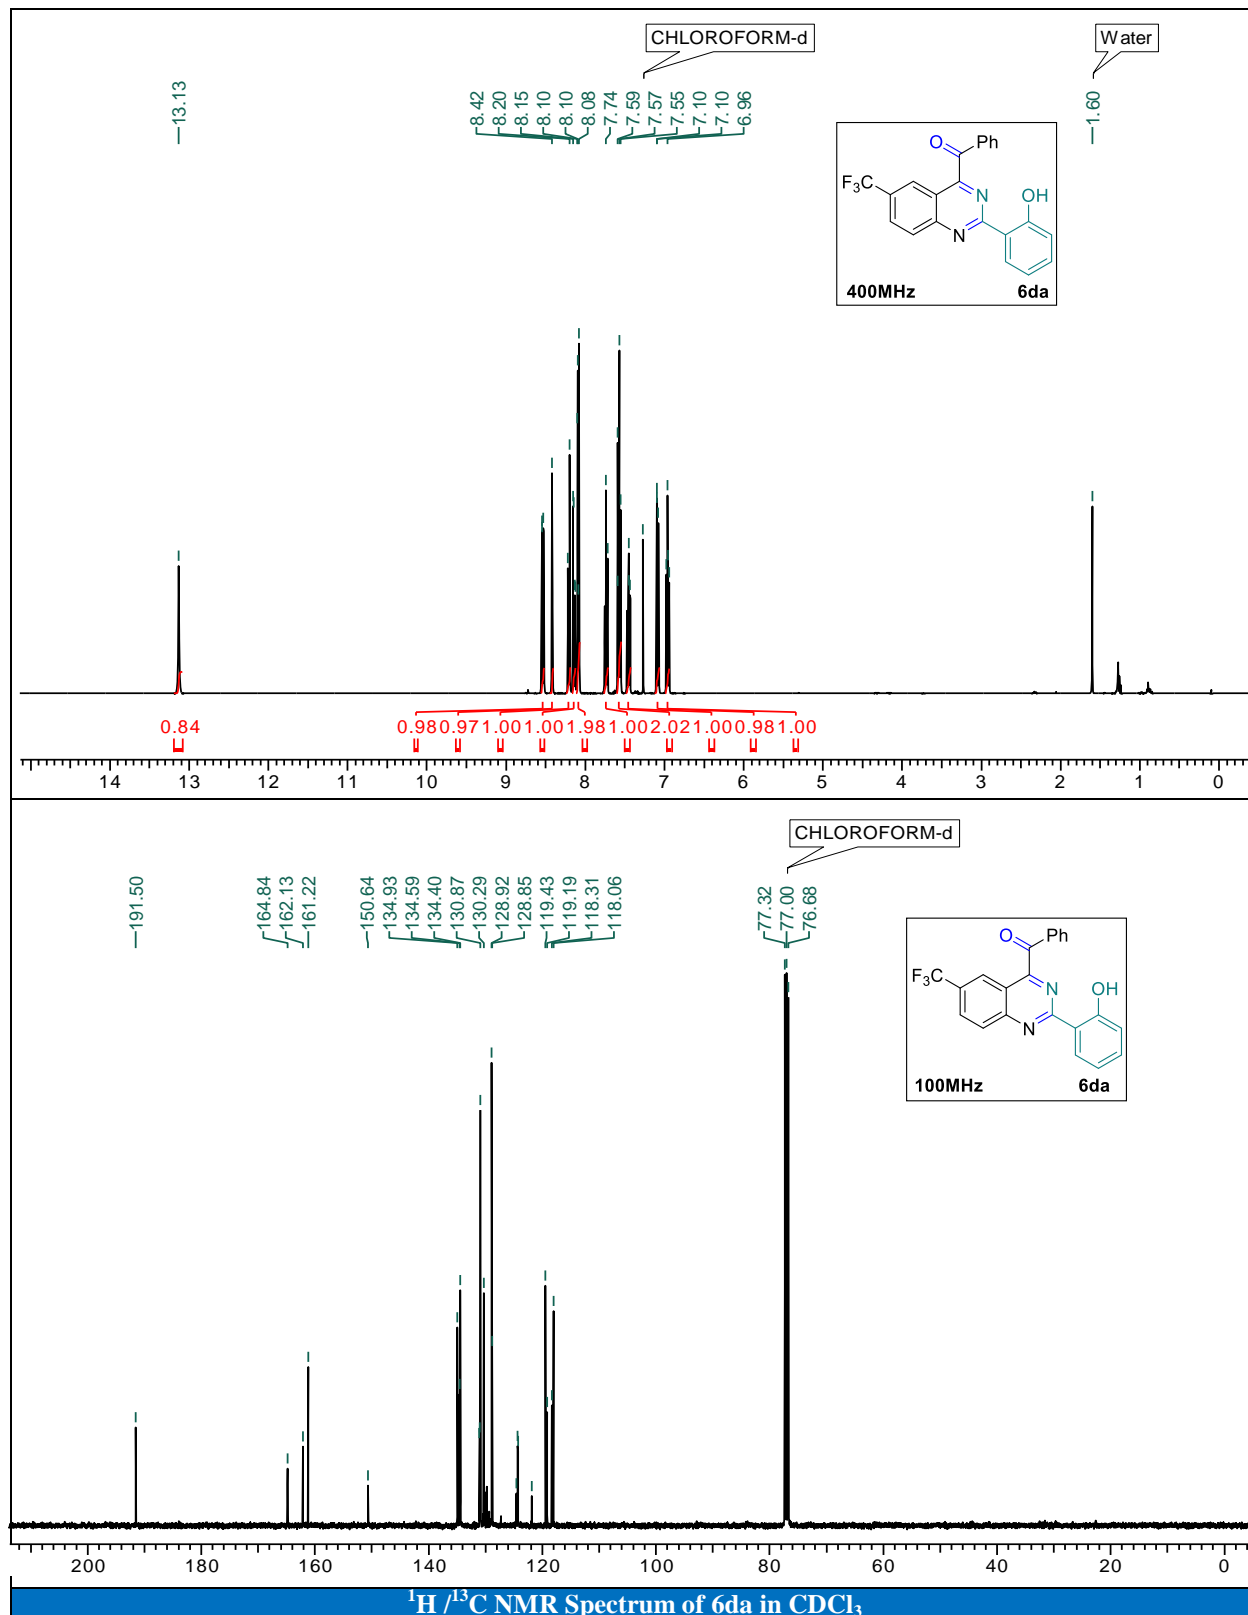 CHLOROFORM-d
Water
13.13
8.42
8.20
8.15
8.10
8.10
8.08
7.74
7.59
7.57
7.55
7.10
7.10
6.96
1.60
O
Ph
F3C
N
OH
N
400MHz 6da
0.84 0.98 0.97 1.00 1.00 1.98 1.00 2.02 1.00 0.98 1.00
14 13 12 11 10 9 8 7 6 5 4 3 2 1 0
CHLOROFORM-d
191.50
164.84
162.13
161.22
150.64
134.93
134.59
134.40
130.87
130.29
128.92
128.85
119.43
119.19
118.31
118.06
77.32
77.00
76.68
O
Ph
F3C
N
OH
N
100MHz 6da
200 180 160 140 120 100 80 60 40 20 0
¹H /¹³C NMR Spectrum of 6da in CDCl₃